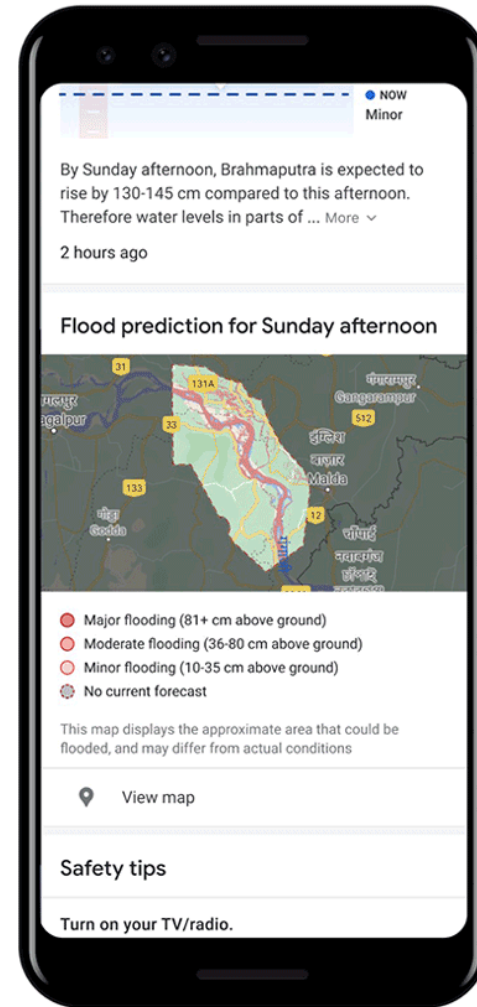 NOW
Minor
By Sunday afternoon, Brahmaputra is expected to
rise by 130-145 cm compared to this afternoon.
Therefore water levels in parts of ... More
2 hours ago
Flood prediction for Sunday afternoon
31
131A
गंगारामपुर
Gangarampur
33
512
agalpur
इंग्लिश
बाज़ार
Malda
133
12
गोड्डा
Godda
चाँपाई
नवाबगंज
Major flooding (81+ cm above ground)
Moderate flooding (36-80 cm above ground)
Minor flooding (10-35 cm above ground)
No current forecast
This map displays the approximate area that could be
flooded, and may differ from actual conditions
View map
Safety tips
Turn on your TV/radio.